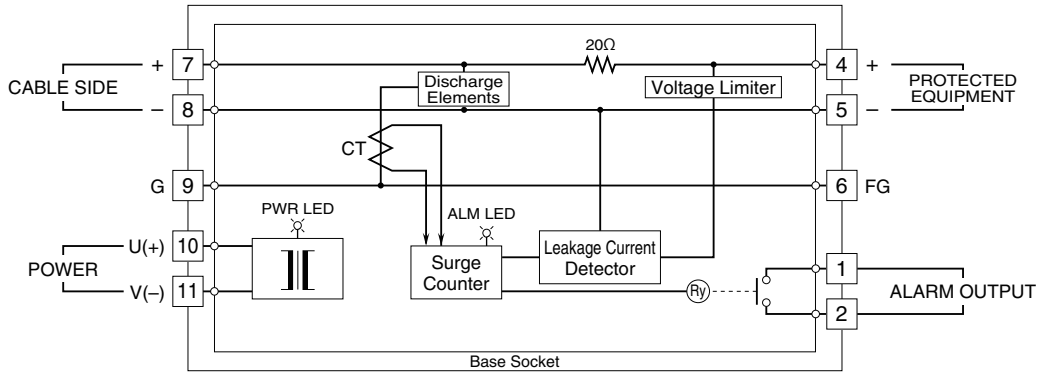 20Ω
+ 7
4 +
CABLE SIDE
Discharge
Elements
Voltage Limiter
PROTECTED
EQUIPMENT
– 8
5 –
CT
G 9
6 FG
PWR LED
ALM LED
U(+) 10
POWER
V(–) 11
Surge
Counter
Leakage Current
Detector
Ry
1
ALARM OUTPUT
2
Base Socket